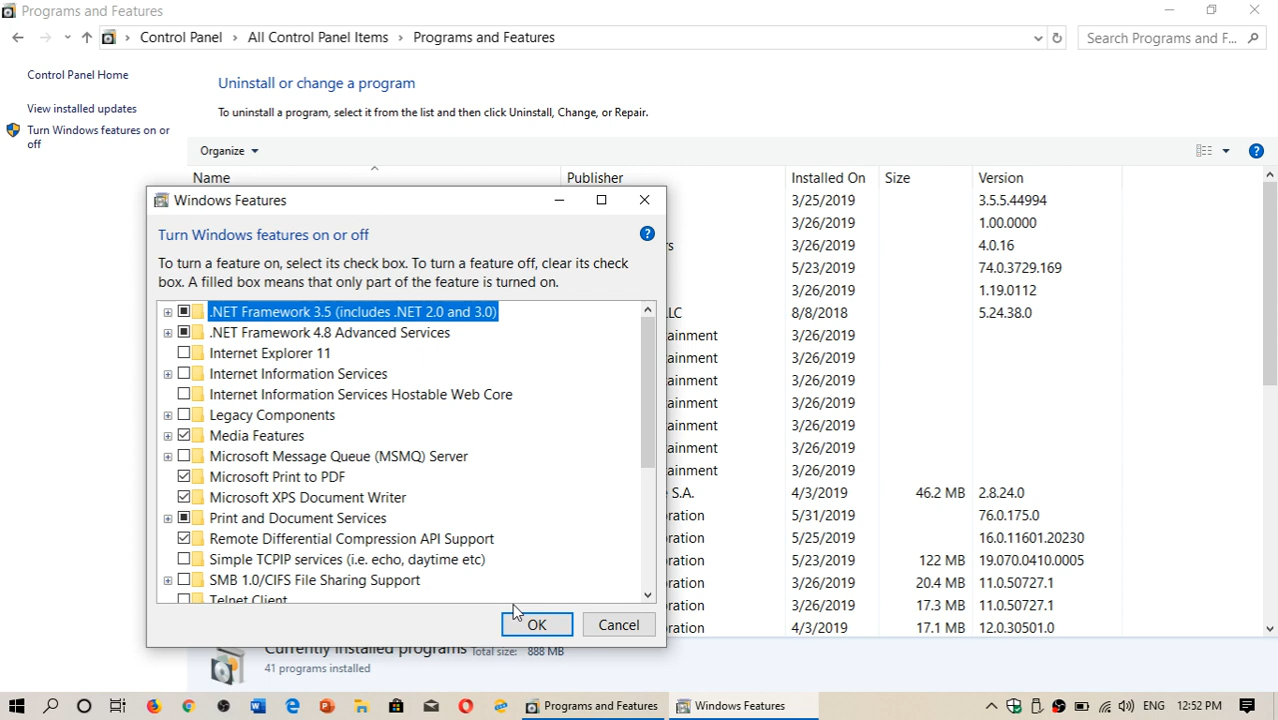 Programs and Features
Control Panel > All Control Panel Items > Programs and Features
Search Programs and F...
Control Panel Home
View installed updates
Turn Windows features on or
off
Uninstall or change a program
To uninstall a program, select it from the list and then click Uninstall, Change, or Repair.
Organize
Name Publisher Installed On Size Version
3/25/2019 3.5.5.44994
3/26/2019 1.00.0000
rs 3/26/2019 4.0.16
5/23/2019 74.0.3729.169
3/26/2019 1.19.0112
LC 8/8/2018 5.24.38.0
ainment 3/26/2019
ainment 3/26/2019
ainment 3/26/2019
ainment 3/26/2019
ainment 3/26/2019
ainment 3/26/2019
ainment 3/26/2019
S.A. 4/3/2019 46.2 MB 2.8.24.0
ration 5/31/2019 76.0.175.0
ration 5/25/2019 16.0.11601.20230
ration 5/23/2019 122 MB 19.070.0410.0005
ration 3/26/2019 20.4 MB 11.0.50727.1
ration 3/26/2019 17.3 MB 11.0.50727.1
ration 4/3/2019 17.1 MB 12.0.30501.0
Windows Features
Turn Windows features on or off
To turn a feature on, select its check box. To turn a feature off, clear its check
box. A filled box means that only part of the feature is turned on.
.NET Framework 3.5 (includes .NET 2.0 and 3.0)
.NET Framework 4.8 Advanced Services
Internet Explorer 11
Internet Information Services
Internet Information Services Hostable Web Core
Legacy Components
Media Features
Microsoft Message Queue (MSMQ) Server
Microsoft Print to PDF
Microsoft XPS Document Writer
Print and Document Services
Remote Differential Compression API Support
Simple TCPIP services (i.e. echo, daytime etc)
SMB 1.0/CIFS File Sharing Support
Telnet Client
OK Cancel
Currently installed programs Total size: 888 MB
41 programs installed
Programs and Features Windows Features ENG 12:52 PM